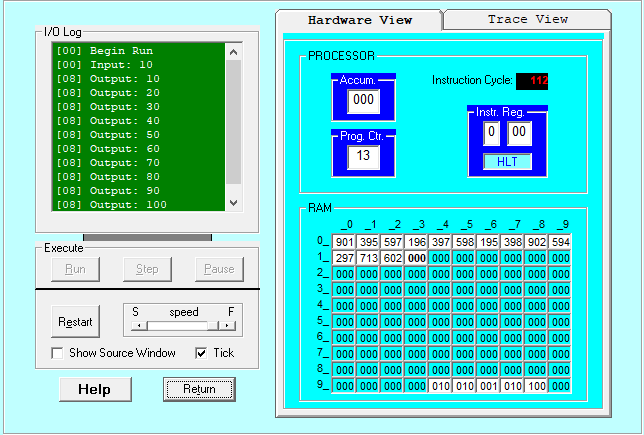 I/O Log
[00] Begin Run
[00] Input: 10
[08] Output: 10
[08] Output: 20
[08] Output: 30
[08] Output: 40
[08] Output: 50
[08] Output: 60
[08] Output: 70
[08] Output: 80
[08] Output: 90
[08] Output: 100
Execute
Run Step Pause
Restart
S speed F
Show Source Window Tick
Help Return
Hardware View Trace View
PROCESSOR
Accum.
000
Instruction Cycle: 112
Prog. Ctr.
13
Instr. Reg.
0 00
HLT
RAM
_0 _1 _2 _3 _4 _5 _6 _7 _8 _9
0_ 901 395 597 196 397 598 195 398 902 594
1_ 297 713 602 000 000 000 000 000 000 000
2_ 000 000 000 000 000 000 000 000 000 000
3_ 000 000 000 000 000 000 000 000 000 000
4_ 000 000 000 000 000 000 000 000 000 000
5_ 000 000 000 000 000 000 000 000 000 000
6_ 000 000 000 000 000 000 000 000 000 000
7_ 000 000 000 000 000 000 000 000 000 000
8_ 000 000 000 000 000 000 000 000 000 000
9_ 000 000 000 000 010 010 001 010 100 000